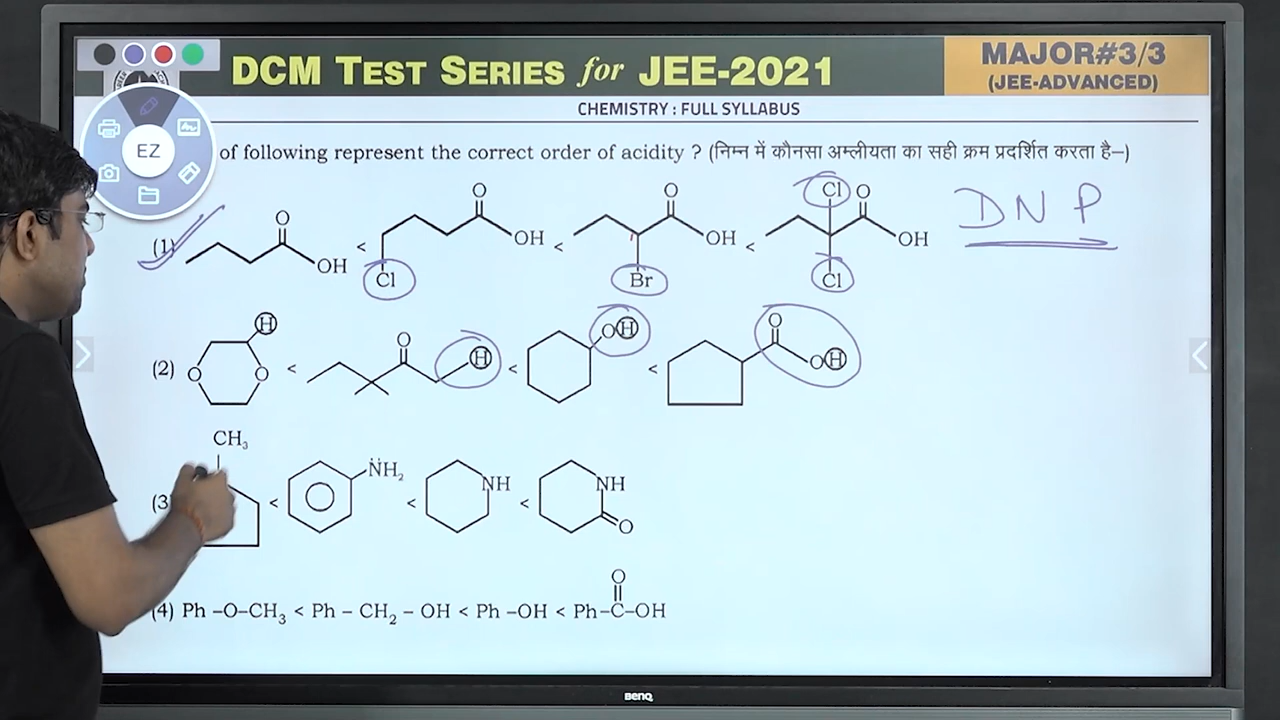 DCM TEST SERIES for JEE-2021
MAJOR#3/3
(JEE-ADVANCED)
CHEMISTRY : FULL SYLLABUS
EZ
of following represent the correct order of acidity ? (निम्न में कौनसा अम्लीयता का सही क्रम प्रदर्शित करता है–)
DNP
(1) O OH < Cl O OH < Br O OH < Cl Cl O OH
(2) O O H < O H < OH < O OH
CH₃
(3 < N̈H₂ < NH < NH O
(4) Ph –O–CH₃ < Ph – CH₂ – OH < Ph –OH < Ph–C–OH
O
BENQ